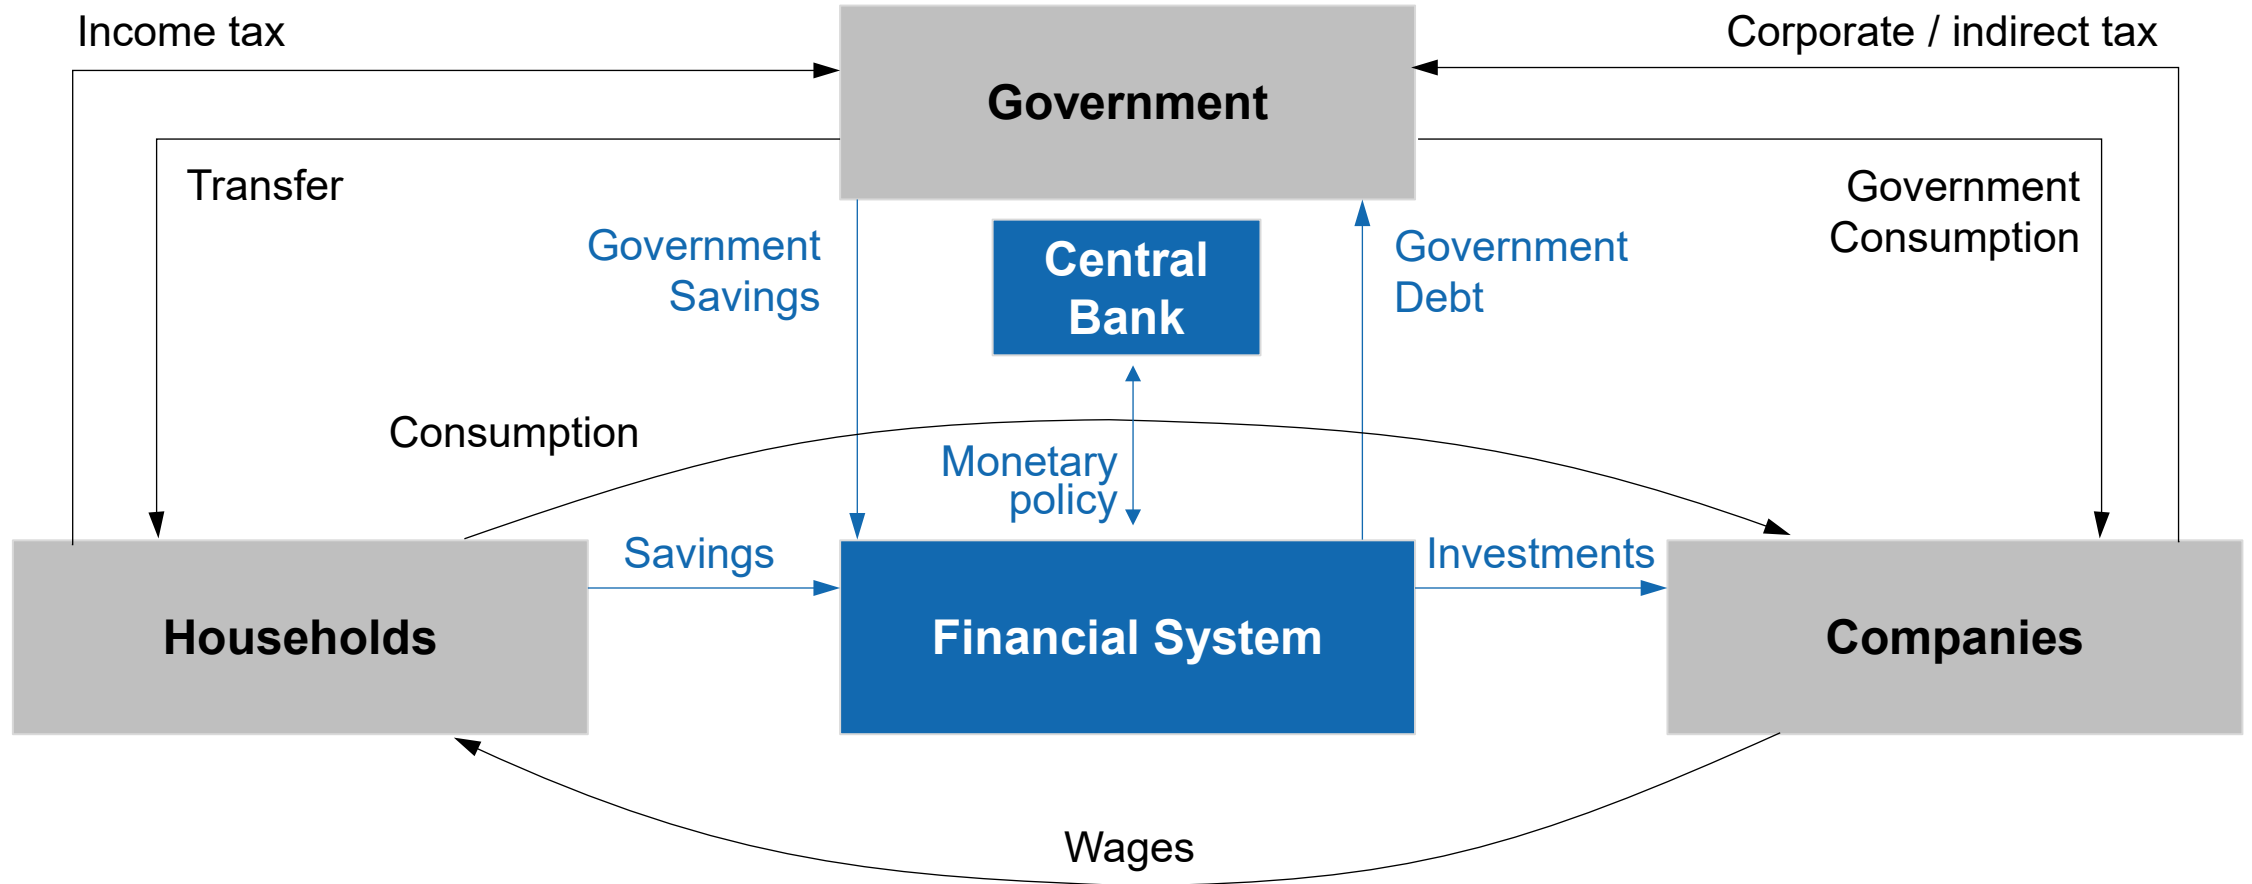 Income tax
Corporate / indirect tax
Government
Transfer
Government
Consumption
Government
Savings
Central
Bank
Government
Debt
Consumption
Monetary
policy
Savings
Investments
Households
Financial System
Companies
Wages